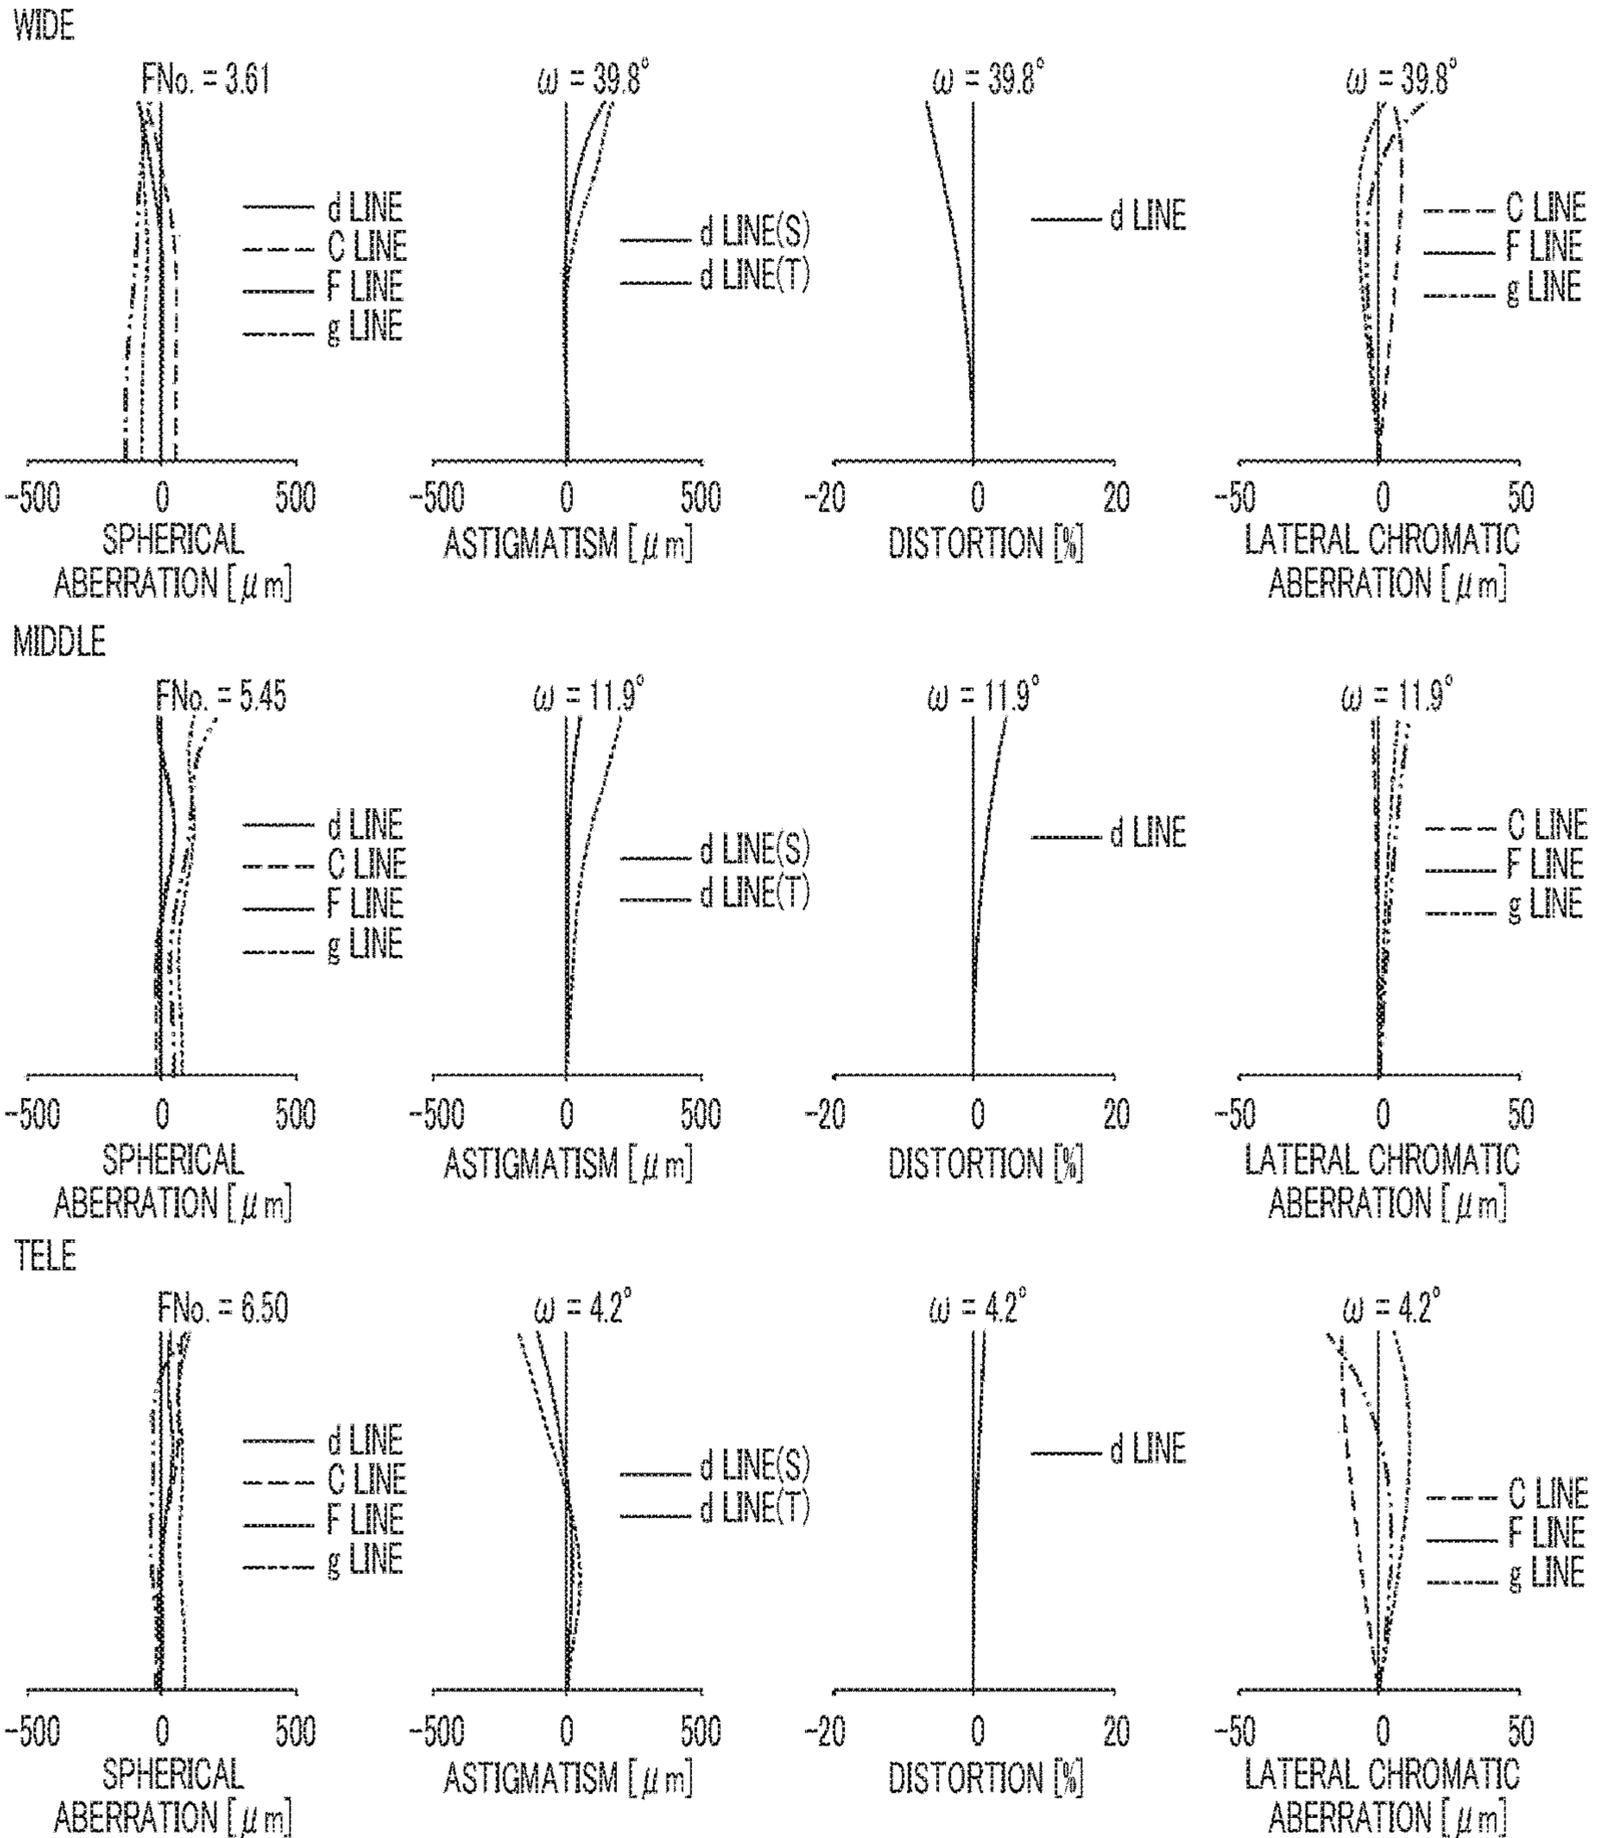 WIDE
FNo. = 3.61
ω = 39.8°
ω = 39.8°
ω = 39.8°
d LINE
C LINE
F LINE
g LINE
d LINE(S)
d LINE(T)
d LINE
C LINE
F LINE
g LINE
-500 0 500
-500 0 500
-20 0 20
-50 0 50
SPHERICAL
ABERRATION [μm]
ASTIGMATISM [μm]
DISTORTION [%]
LATERAL CHROMATIC
ABERRATION [μm]
MIDDLE
FNo. = 5.45
ω = 11.9°
ω = 11.9°
ω = 11.9°
d LINE
C LINE
F LINE
g LINE
d LINE(S)
d LINE(T)
d LINE
C LINE
F LINE
g LINE
-500 0 500
-500 0 500
-20 0 20
-50 0 50
SPHERICAL
ABERRATION [μm]
ASTIGMATISM [μm]
DISTORTION [%]
LATERAL CHROMATIC
ABERRATION [μm]
TELE
FNo. = 6.50
ω = 4.2°
ω = 4.2°
ω = 4.2°
d LINE
C LINE
F LINE
g LINE
d LINE(S)
d LINE(T)
d LINE
C LINE
F LINE
g LINE
-500 0 500
-500 0 500
-20 0 20
-50 0 50
SPHERICAL
ABERRATION [μm]
ASTIGMATISM [μm]
DISTORTION [%]
LATERAL CHROMATIC
ABERRATION [μm]